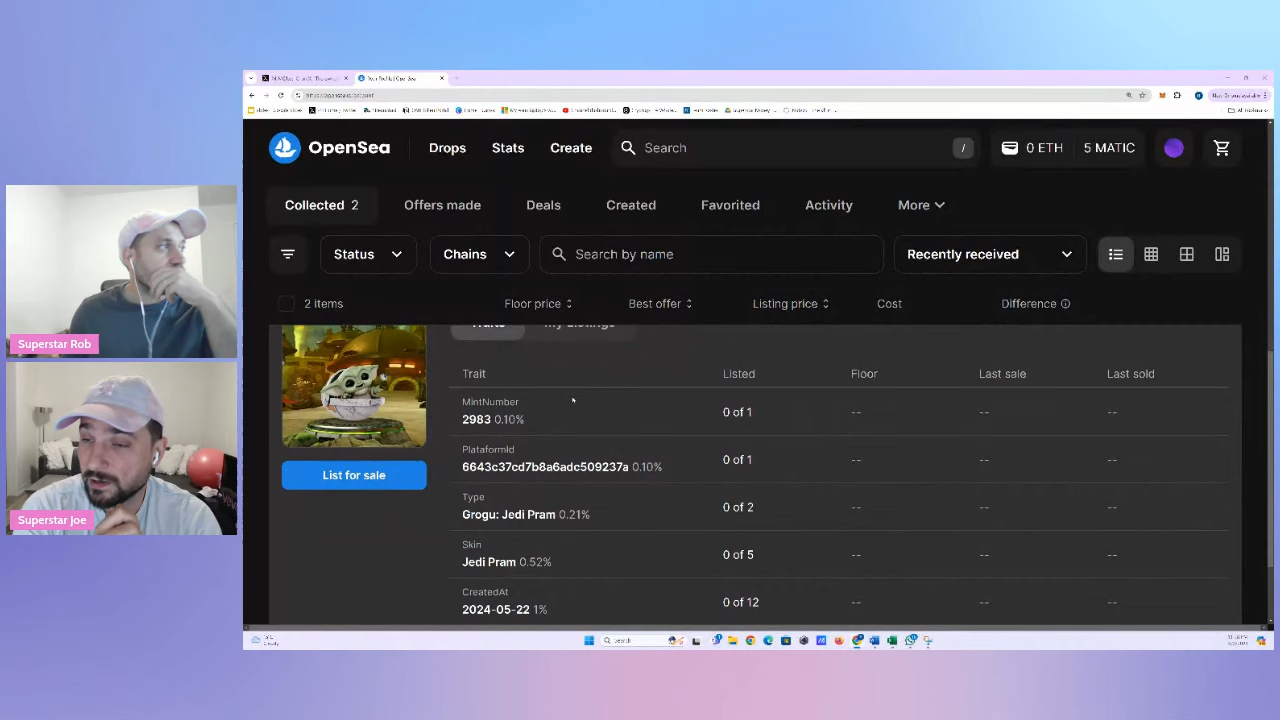 OpenSea
Drops
Stats
Create
Search
/
0 ETH
5 MATIC
Collected 2
Offers made
Deals
Created
Favorited
Activity
More
Status
Chains
Search by name
Recently received
2 items
Floor price
Best offer
Listing price
Cost
Difference
Trait
Listed
Floor
Last sale
Last sold
MintNumber
2983 0.10%
0 of 1
--
--
--
PlataformId
6643c37cd7b8a6adc509237a 0.10%
0 of 1
--
--
--
Type
Grogu: Jedi Pram 0.21%
0 of 2
--
--
--
Skin
Jedi Pram 0.52%
0 of 5
--
--
--
CreatedAt
2024-05-22 1%
0 of 12
--
--
--
List for sale
Superstar Rob
Superstar Joe
Search